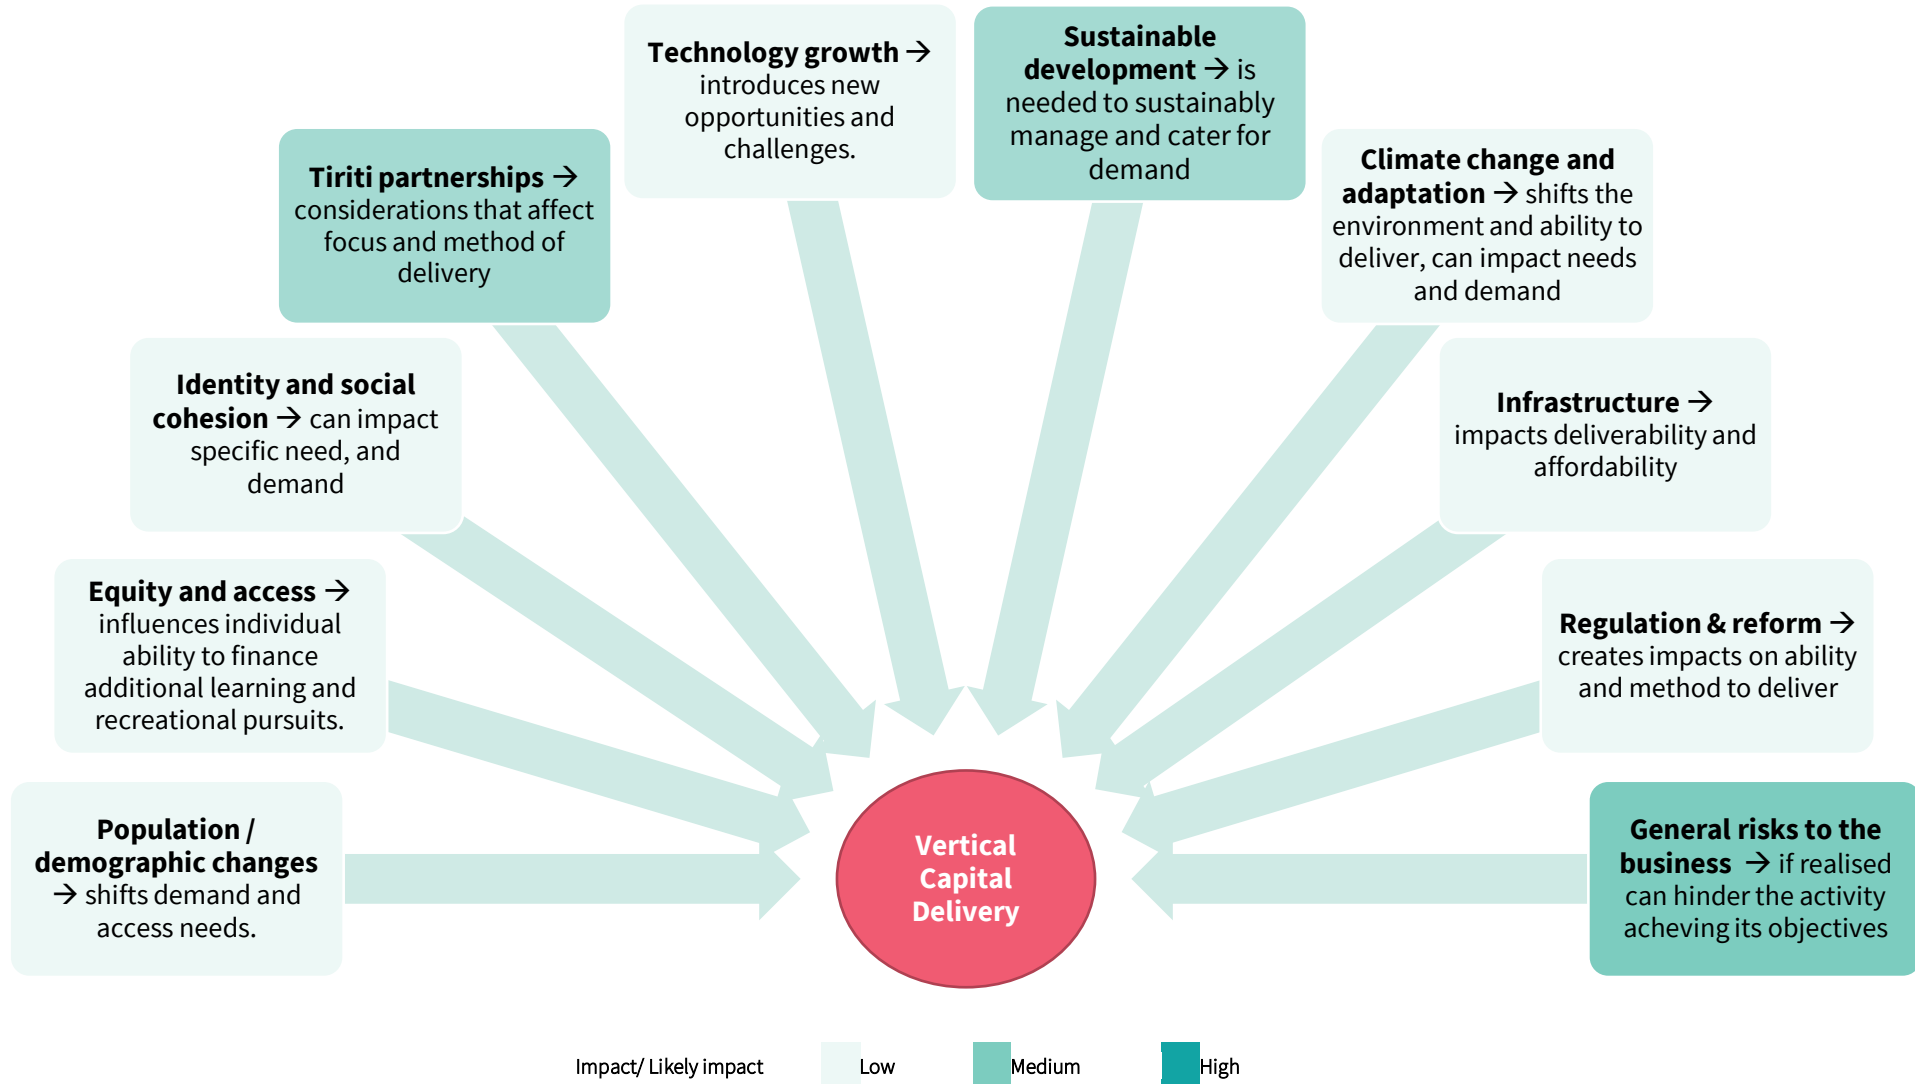 Technology growth →
introduces new
opportunities and
challenges.
Sustainable
development → is
needed to sustainably
manage and cater for
demand
Tiriti partnerships →
considerations that affect
focus and method of
delivery
Climate change and
adaptation → shifts the
environment and ability to
deliver, can impact needs
and demand
Identity and social
cohesion → can impact
specific need, and
demand
Infrastructure →
impacts deliverability and
affordability
Equity and access →
influences individual
ability to finance
additional learning and
recreational pursuits.
Regulation & reform →
creates impacts on ability
and method to deliver
Population /
demographic changes
→ shifts demand and
access needs.
Vertical
Capital
Delivery
General risks to the
business → if realised
can hinder the activity
acheving its objectives
Impact/ Likely impact Low Medium High